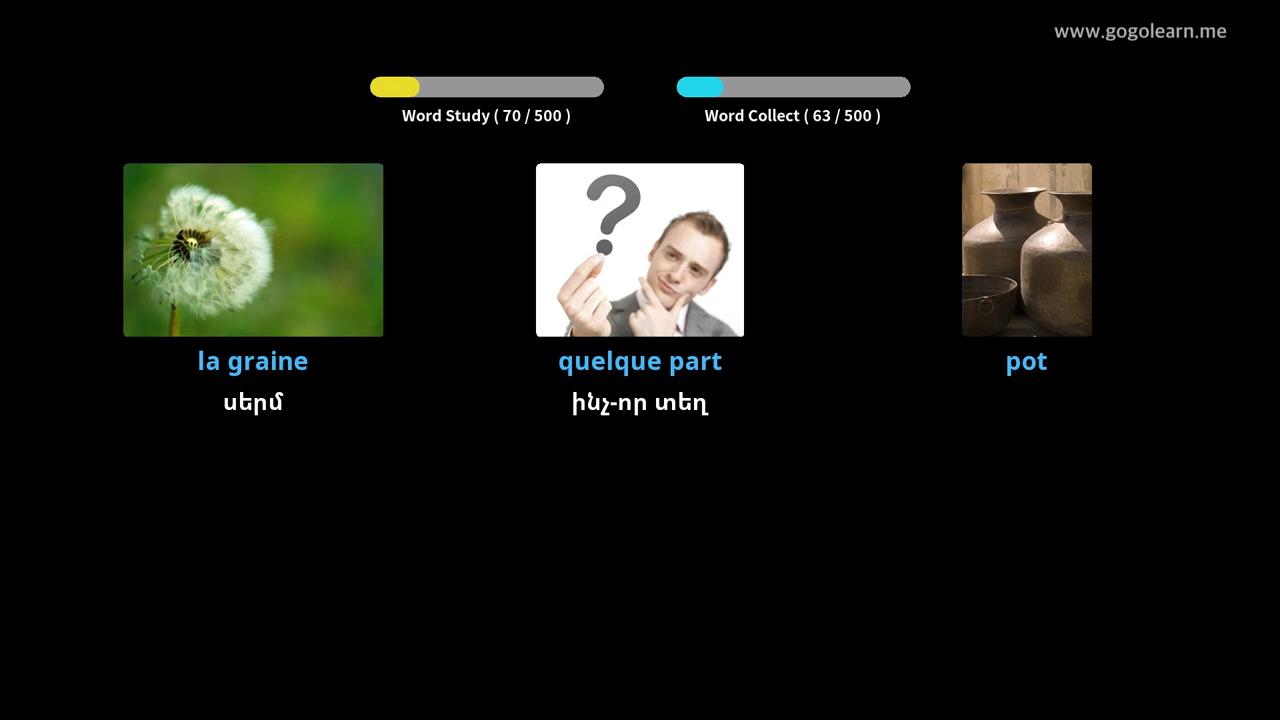 www.gogolearn.me
Word Study ( 70 / 500 )
Word Collect ( 63 / 500 )
la graine
quelque part
pot
սերմ
ինչ-որ տեղ